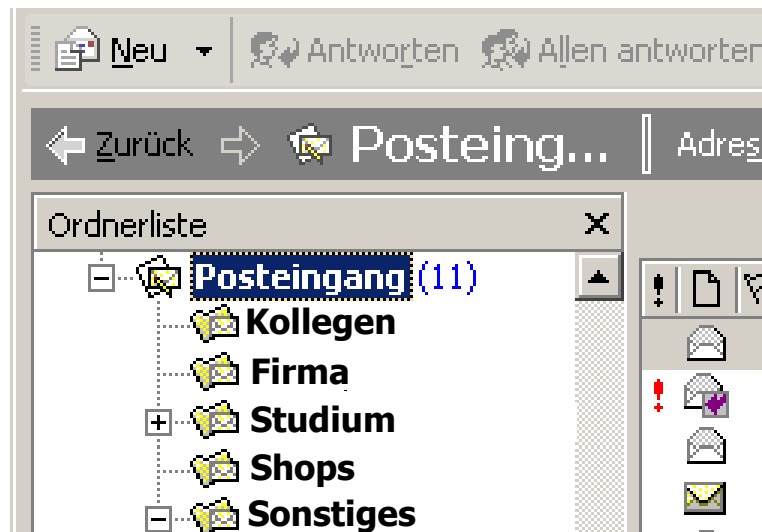 Neu Antworten Allen antworten
Zurück Posteing... Adres
Ordnerliste
Posteingang (11)
Kollegen
Firma
Studium
Shops
Sonstiges